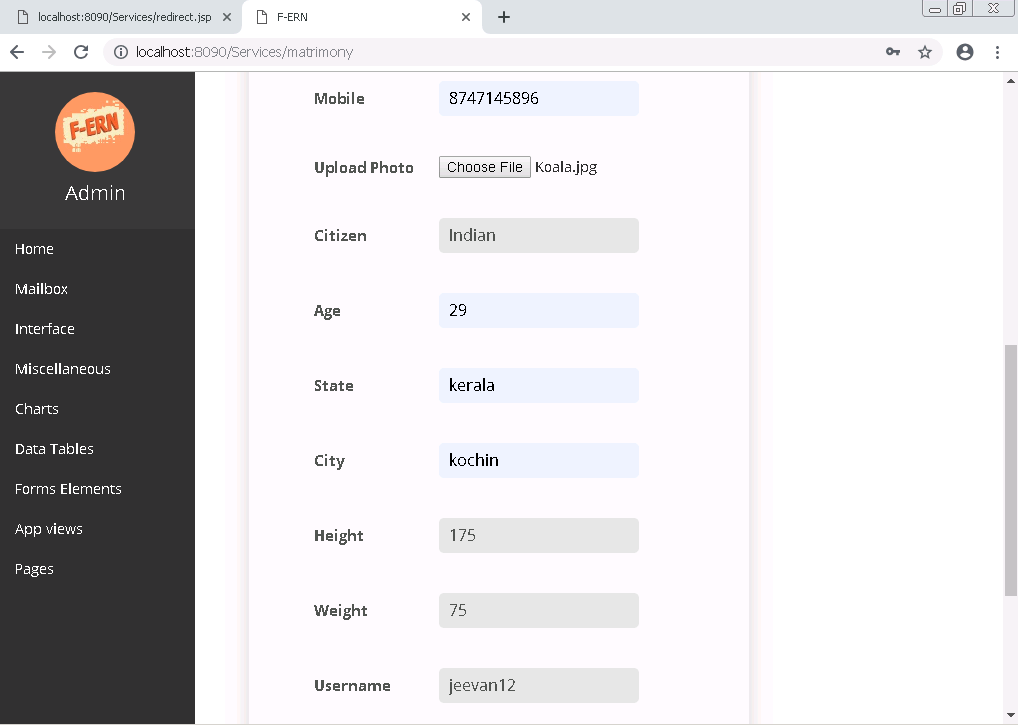 localhost:8090/Services/redirect.jsp
F-ERN
localhost:8090/Services/matrimony
F-ERN
Admin
Home
Mailbox
Interface
Miscellaneous
Charts
Data Tables
Forms Elements
App views
Pages
Mobile 8747145896
Upload Photo Choose File Koala.jpg
Citizen Indian
Age 29
State kerala
City kochin
Height 175
Weight 75
Username jeevan12